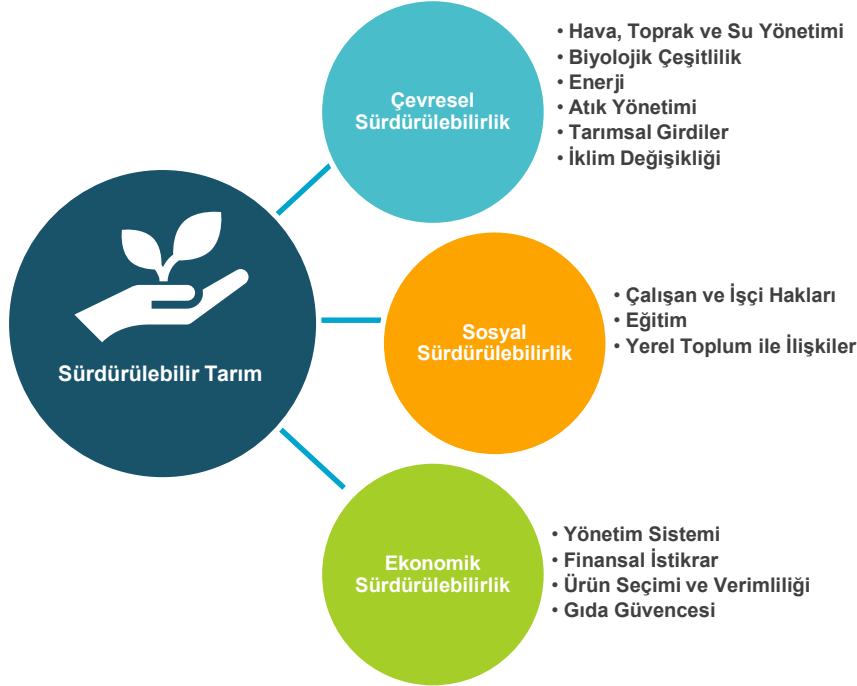 Sürdürülebilir Tarım
Çevresel
Sürdürülebilirlik
• Hava, Toprak ve Su Yönetimi
• Biyolojik Çeşitlilik
• Enerji
• Atık Yönetimi
• Tarımsal Girdiler
• İklim Değişikliği
Sosyal
Sürdürülebilirlik
• Çalışan ve İşçi Hakları
• Eğitim
• Yerel Toplum ile İlişkiler
Ekonomik
Sürdürülebilirlik
• Yönetim Sistemi
• Finansal İstikrar
• Ürün Seçimi ve Verimliliği
• Gıda Güvencesi